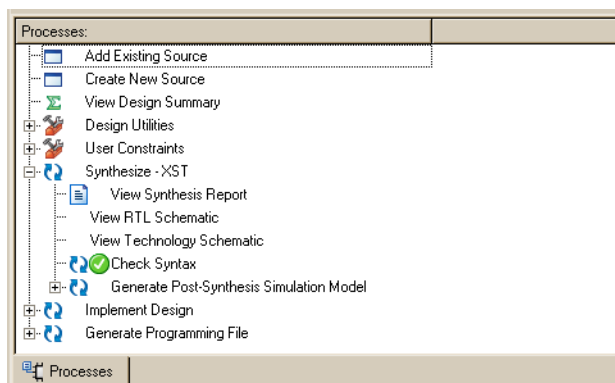 Processes:
Add Existing Source
Create New Source
View Design Summary
Design Utilities
User Constraints
Synthesize - XST
View Synthesis Report
View RTL Schematic
View Technology Schematic
Check Syntax
Generate Post-Synthesis Simulation Model
Implement Design
Generate Programming File
Processes